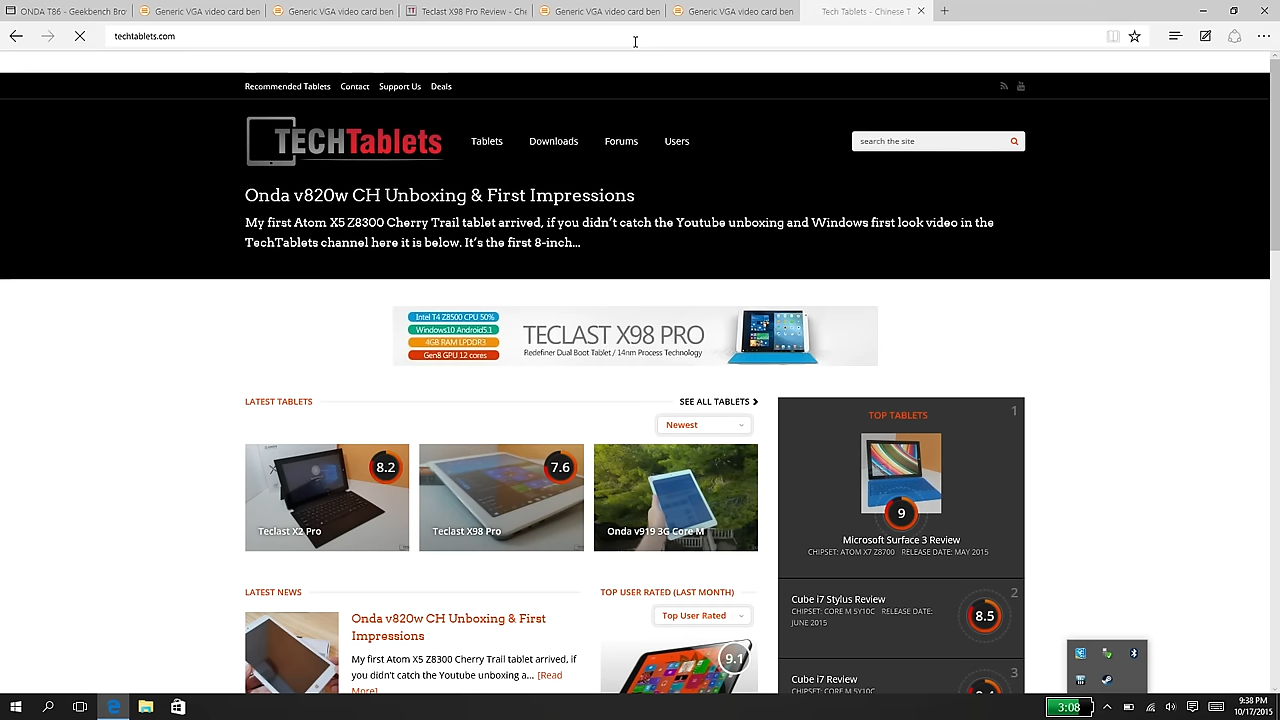 ONDA T86 - Geekbench Bro
Generic VGA video card ben
Generic VGA video card ben
Teclast X98 Pro Review - Che
Generic VGA video card ben
Generic VGA video card ben
Tech Tablets - Chinese T
techtablets.com
Recommended Tablets Contact Support Us Deals
TECHTablets
Tablets Downloads Forums Users
search the site
Onda v820w CH Unboxing & First Impressions
My first Atom X5 Z8300 Cherry Trail tablet arrived, if you didn't catch the Youtube unboxing and Windows first look video in the
TechTablets channel here it is below. It's the first 8-inch...
Intel T4 Z8500 CPU 50%
Windows10 Android5.1
4GB RAM LPDDR3
Gen8 GPU 12 cores
TECLAST X98 PRO
Redefiner Dual Boot Tablet / 14nm Process Technology
LATEST TABLETS
SEE ALL TABLETS
Newest
8.2
Teclast X2 Pro
7.6
Teclast X98 Pro
Onda v919 3G Core M
TOP TABLETS
1
9
Microsoft Surface 3 Review
CHIPSET: ATOM X7 Z8700 RELEASE DATE: MAY 2015
2
Cube i7 Stylus Review
CHIPSET: CORE M 5Y10C RELEASE DATE:
JUNE 2015
8.5
3
Cube i7 Review
CHIPSET: CORE M 5Y10C
LATEST NEWS
Onda v820w CH Unboxing & First
Impressions
My first Atom X5 Z8300 Cherry Trail tablet arrived, if
you didn't catch the Youtube unboxing a... [Read
More]
TOP USER RATED (LAST MONTH)
Top User Rated
9.1
3:08
9:38 PM
10/17/2015